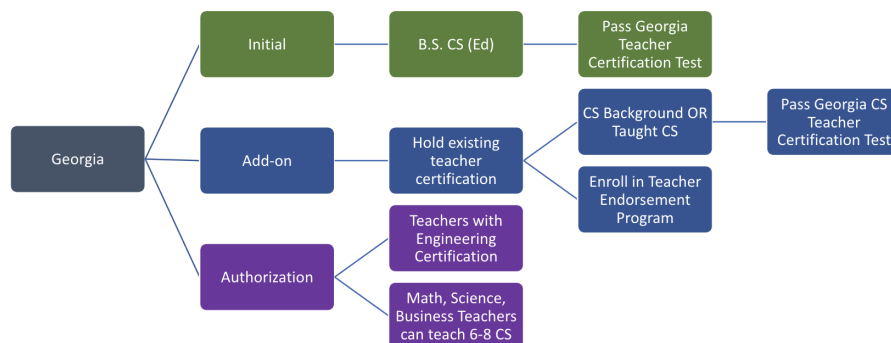 Georgia
Initial
B.S. CS (Ed)
Pass Georgia
Teacher
Certification Test
Add-on
Hold existing
teacher
certification
CS Background OR
Taught CS
Pass Georgia CS
Teacher
Certification Test
Enroll in Teacher
Endorsement
Program
Authorization
Teachers with
Engineering
Certification
Math, Science,
Business Teachers
can teach 6-8 CS